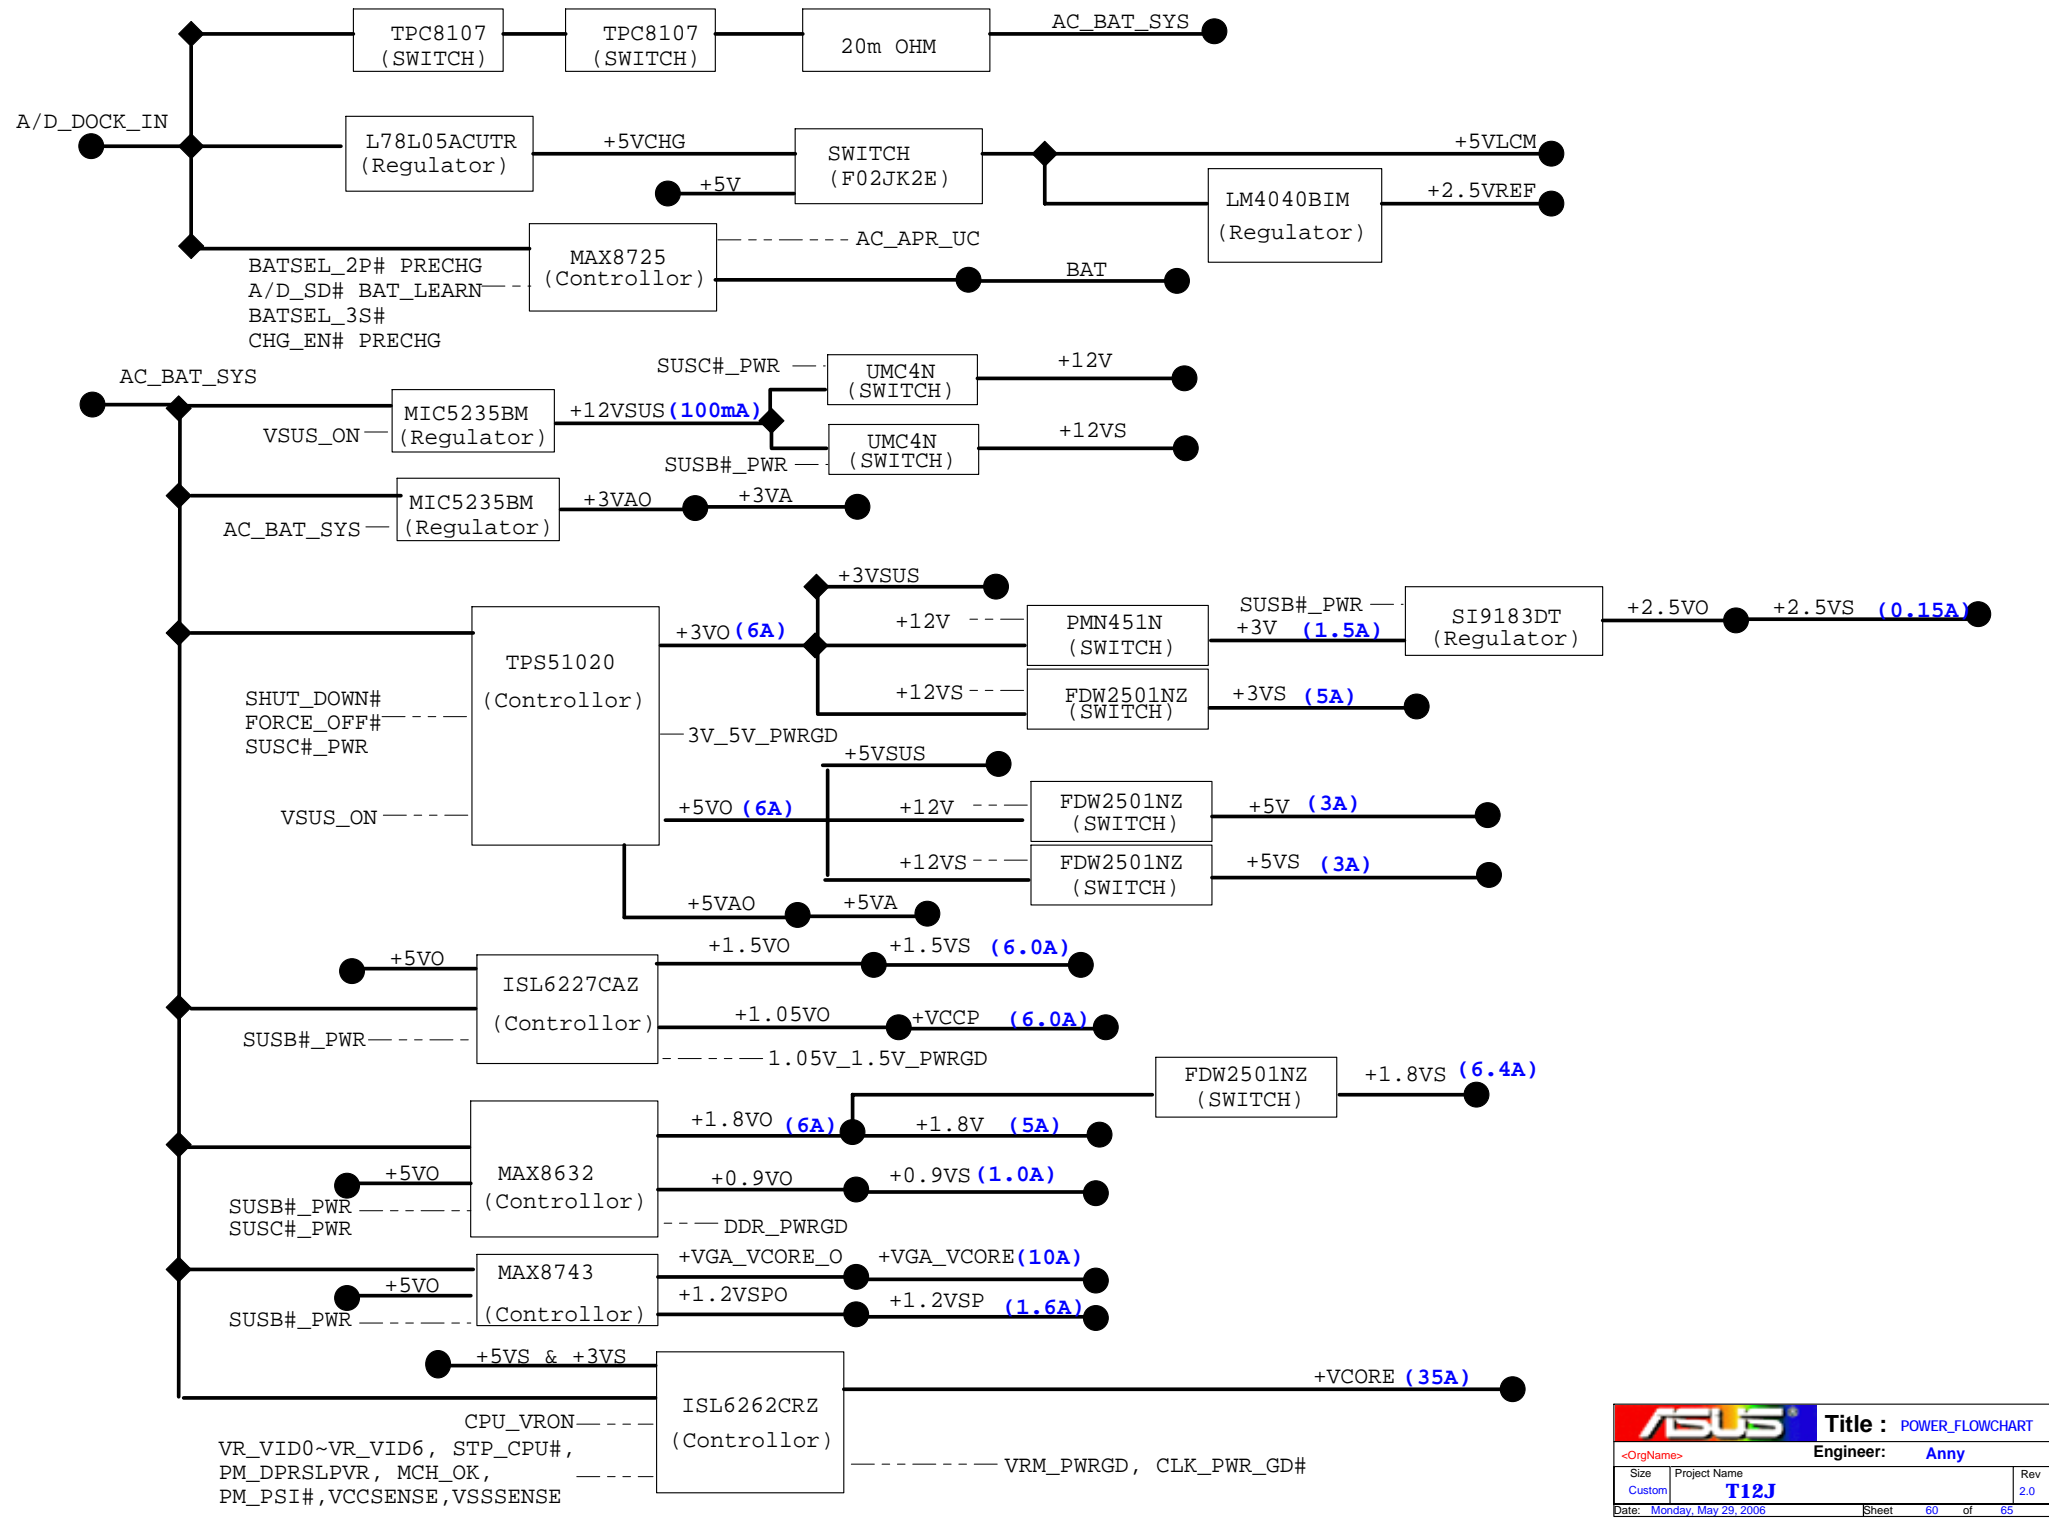 TPC8107
(SWITCH)
TPC8107
(SWITCH)
20m OHM
AC_BAT_SYS
A/D_DOCK_IN
L78L05ACUTR
(Regulator)
+5VCHG
+5V
SWITCH
(F02JK2E)
+5VLCM
LM4040BIM
(Regulator)
+2.5VREF
MAX8725
(Controllor)
AC_APR_UC
BAT
BATSEL_2P# PRECHG
A/D_SD# BAT_LEARN
BATSEL_3S#
CHG_EN# PRECHG
AC_BAT_SYS
VSUS_ON
MIC5235BM
(Regulator)
+12VSUS (100mA)
SUSC#_PWR
UMC4N
(SWITCH)
+12V
SUSB#_PWR
UMC4N
(SWITCH)
+12VS
AC_BAT_SYS
MIC5235BM
(Regulator)
+3VAO
+3VA
TPS51020
(Controllor)
SHUT_DOWN#
FORCE_OFF#
SUSC#_PWR
VSUS_ON
+3VO (6A)
+3VSUS
+12V
PMN451N
(SWITCH)
+3V (1.5A)
SUSB#_PWR
SI9183DT
(Regulator)
+2.5VO
+2.5VS (0.15A)
+12VS
FDW2501NZ
(SWITCH)
+3VS (5A)
3V_5V_PWRGD
+5VSUS
+5VO (6A)
+12V
FDW2501NZ
(SWITCH)
+5V (3A)
+12VS
FDW2501NZ
(SWITCH)
+5VS (3A)
+5VAO
+5VA
+5VO
SUSB#_PWR
ISL6227CAZ
(Controllor)
+1.5VO
+1.5VS (6.0A)
+1.05VO
+VCCP (6.0A)
1.05V_1.5V_PWRGD
FDW2501NZ
(SWITCH)
+1.8VS (6.4A)
MAX8632
(Controllor)
+5VO
SUSB#_PWR
SUSC#_PWR
+1.8VO (6A)
+1.8V (5A)
+0.9VO
+0.9VS (1.0A)
DDR_PWRGD
MAX8743
(Controllor)
+5VO
SUSB#_PWR
+VGA_VCORE_O
+VGA_VCORE (10A)
+1.2VSPO
+1.2VSP (1.6A)
+5VS & +3VS
ISL6262CRZ
(Controllor)
+VCORE (35A)
CPU_VRON
VR_VID0~VR_VID6, STP_CPU#,
PM_DPRSLPVR, MCH_OK,
PM_PSI#,VCCSENSE,VSSSENSE
VRM_PWRGD, CLK_PWR_GD#
ASUS
Title : POWER_FLOWCHART
<OrgName>
Engineer: Anny
Size
Custom
Project Name
T12J
Rev
2.0
Date: Monday, May 29, 2006
Sheet 60 of 65